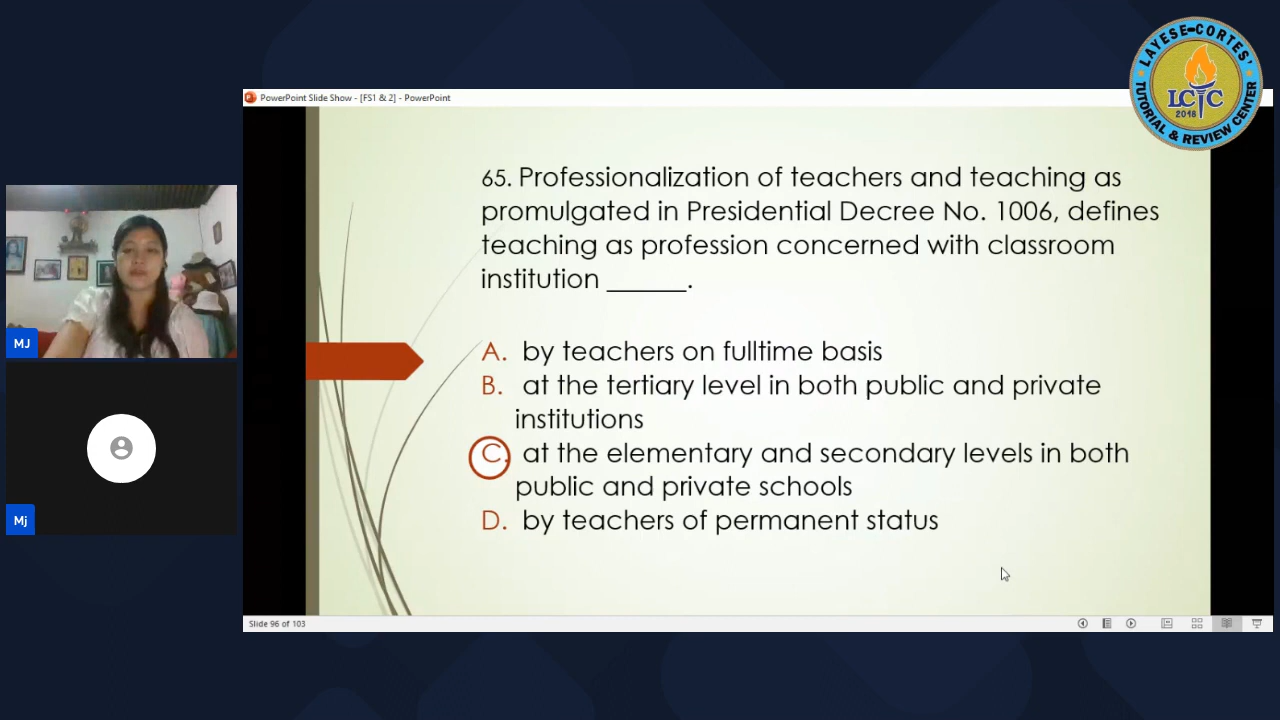 LAYESE-CORTES'
LCTC
2018
TUTORIAL & REVIEW CENTER
PowerPoint Slide Show - [FS1 & 2] - PowerPoint
65. Professionalization of teachers and teaching as
promulgated in Presidential Decree No. 1006, defines
teaching as profession concerned with classroom
institution ______.
A. by teachers on fulltime basis
B. at the tertiary level in both public and private
institutions
C. at the elementary and secondary levels in both
public and private schools
D. by teachers of permanent status
MJ
Mj
Slide 96 of 103